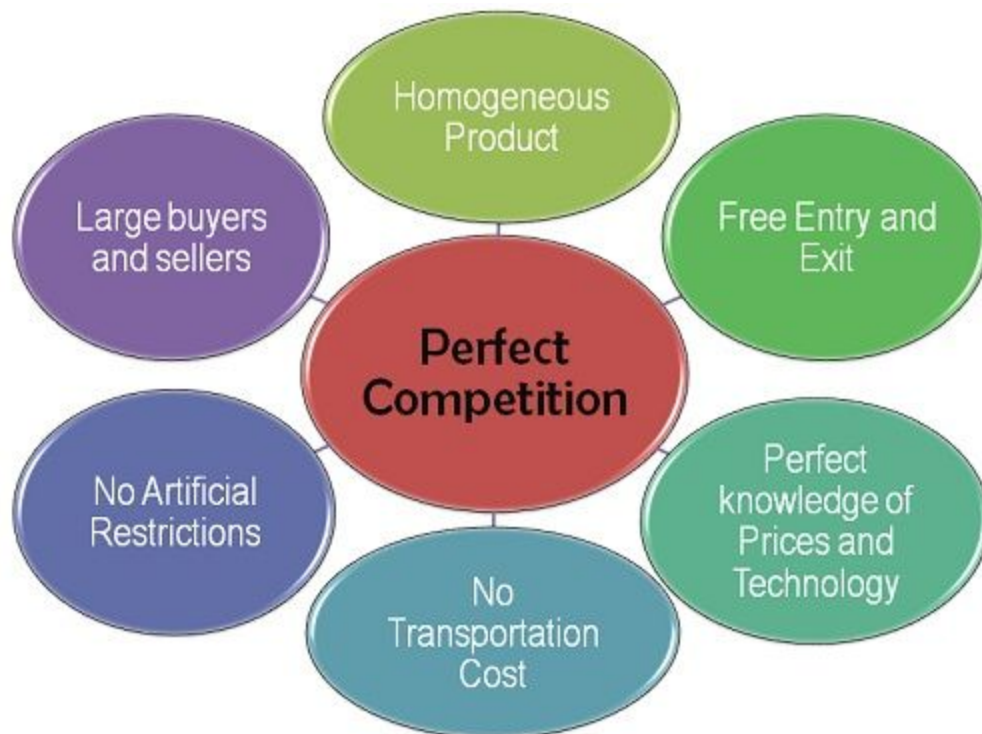 Homogeneous
Product
Large buyers
and sellers
Free Entry and
Exit
Perfect
Competition
No Artificial
Restrictions
Perfect
knowledge of
Prices and
Technology
No
Transportation
Cost